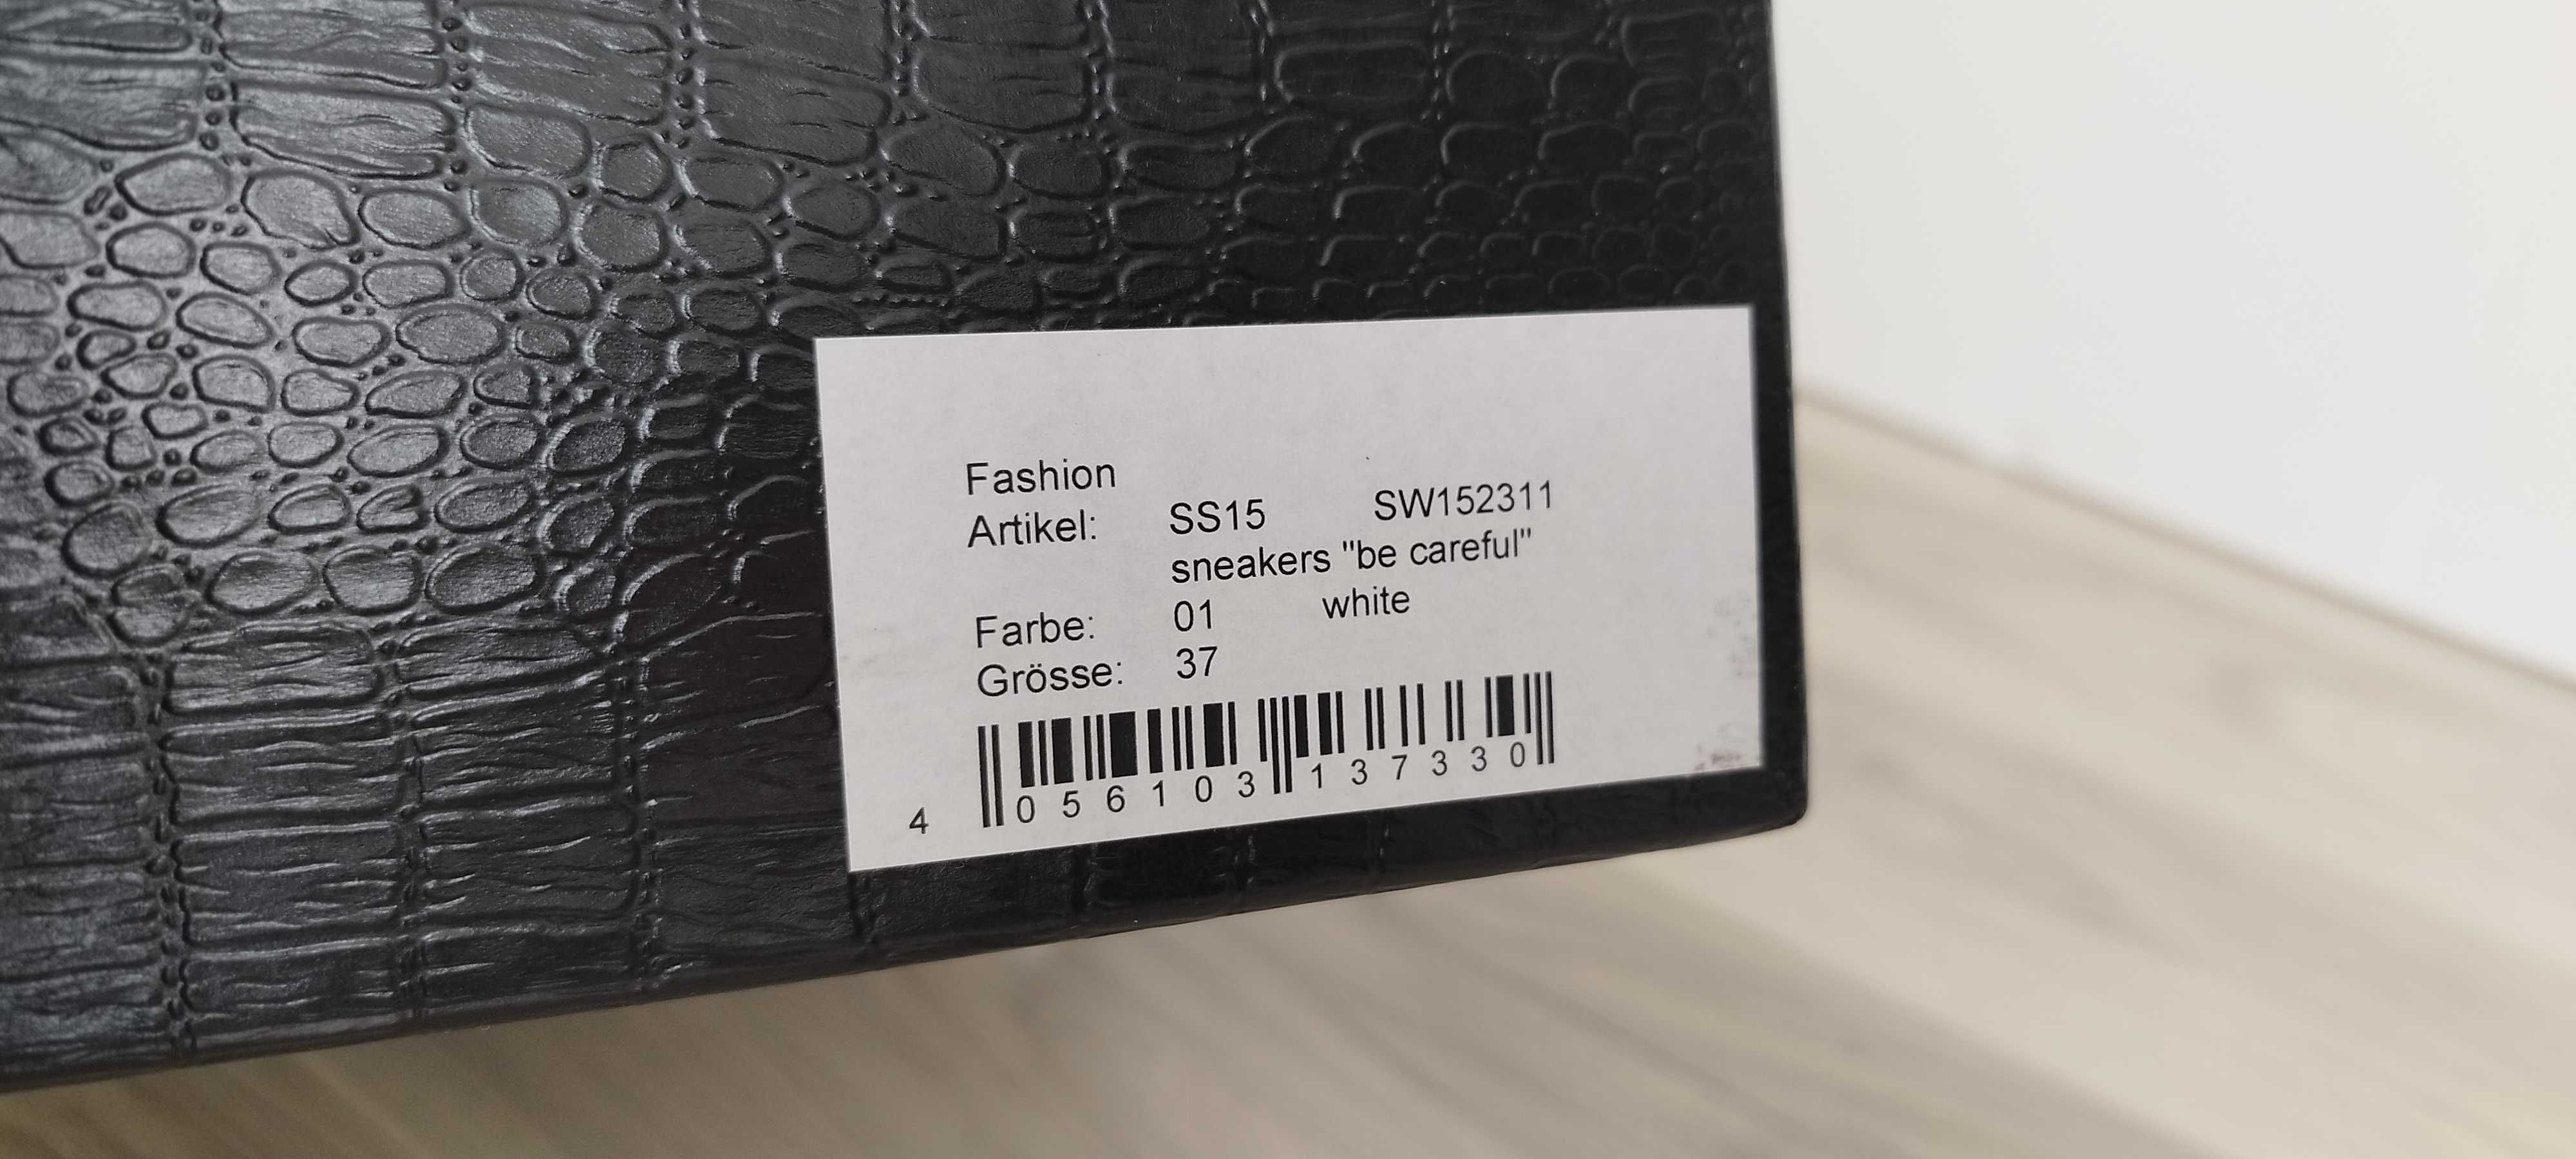 Fashion
Artikel: SS15 SW152311
sneakers "be careful"
Farbe: 01 white
Grösse: 37
4 056103 137330